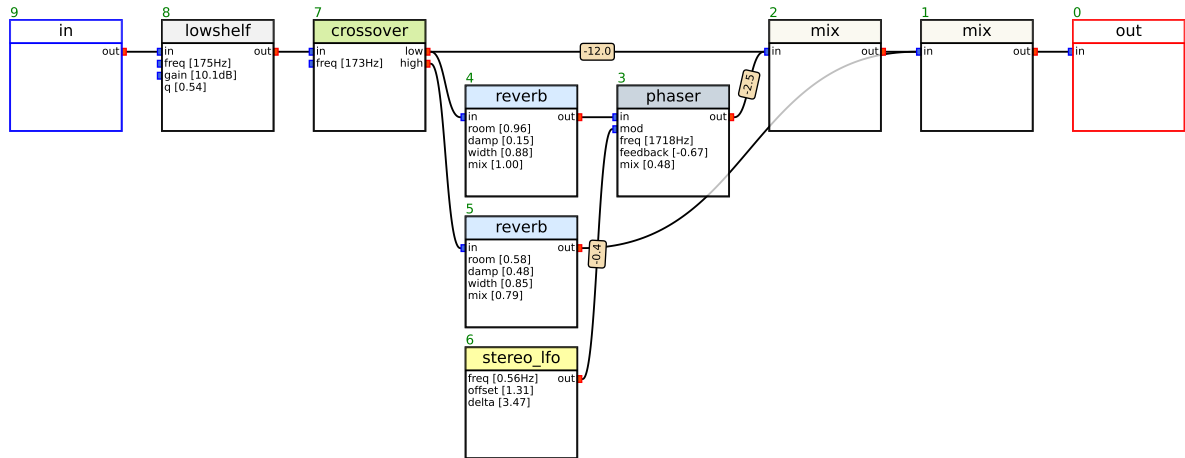 9
in
out
8
lowshelf
in
out
freq [175Hz]
gain [10.1dB]
q [0.54]
7
crossover
in
low
freq [173Hz]
high
-12.0
4
reverb
in
out
room [0.96]
damp [0.15]
width [0.88]
mix [1.00]
3
phaser
in
out
mod
freq [1718Hz]
feedback [-0.67]
mix [0.48]
-2.5
2
mix
in
out
1
mix
in
out
0
out
in
5
reverb
in
out
room [0.58]
damp [0.48]
width [0.85]
mix [0.79]
-0.4
6
stereo_lfo
freq [0.56Hz]
out
offset [1.31]
delta [3.47]